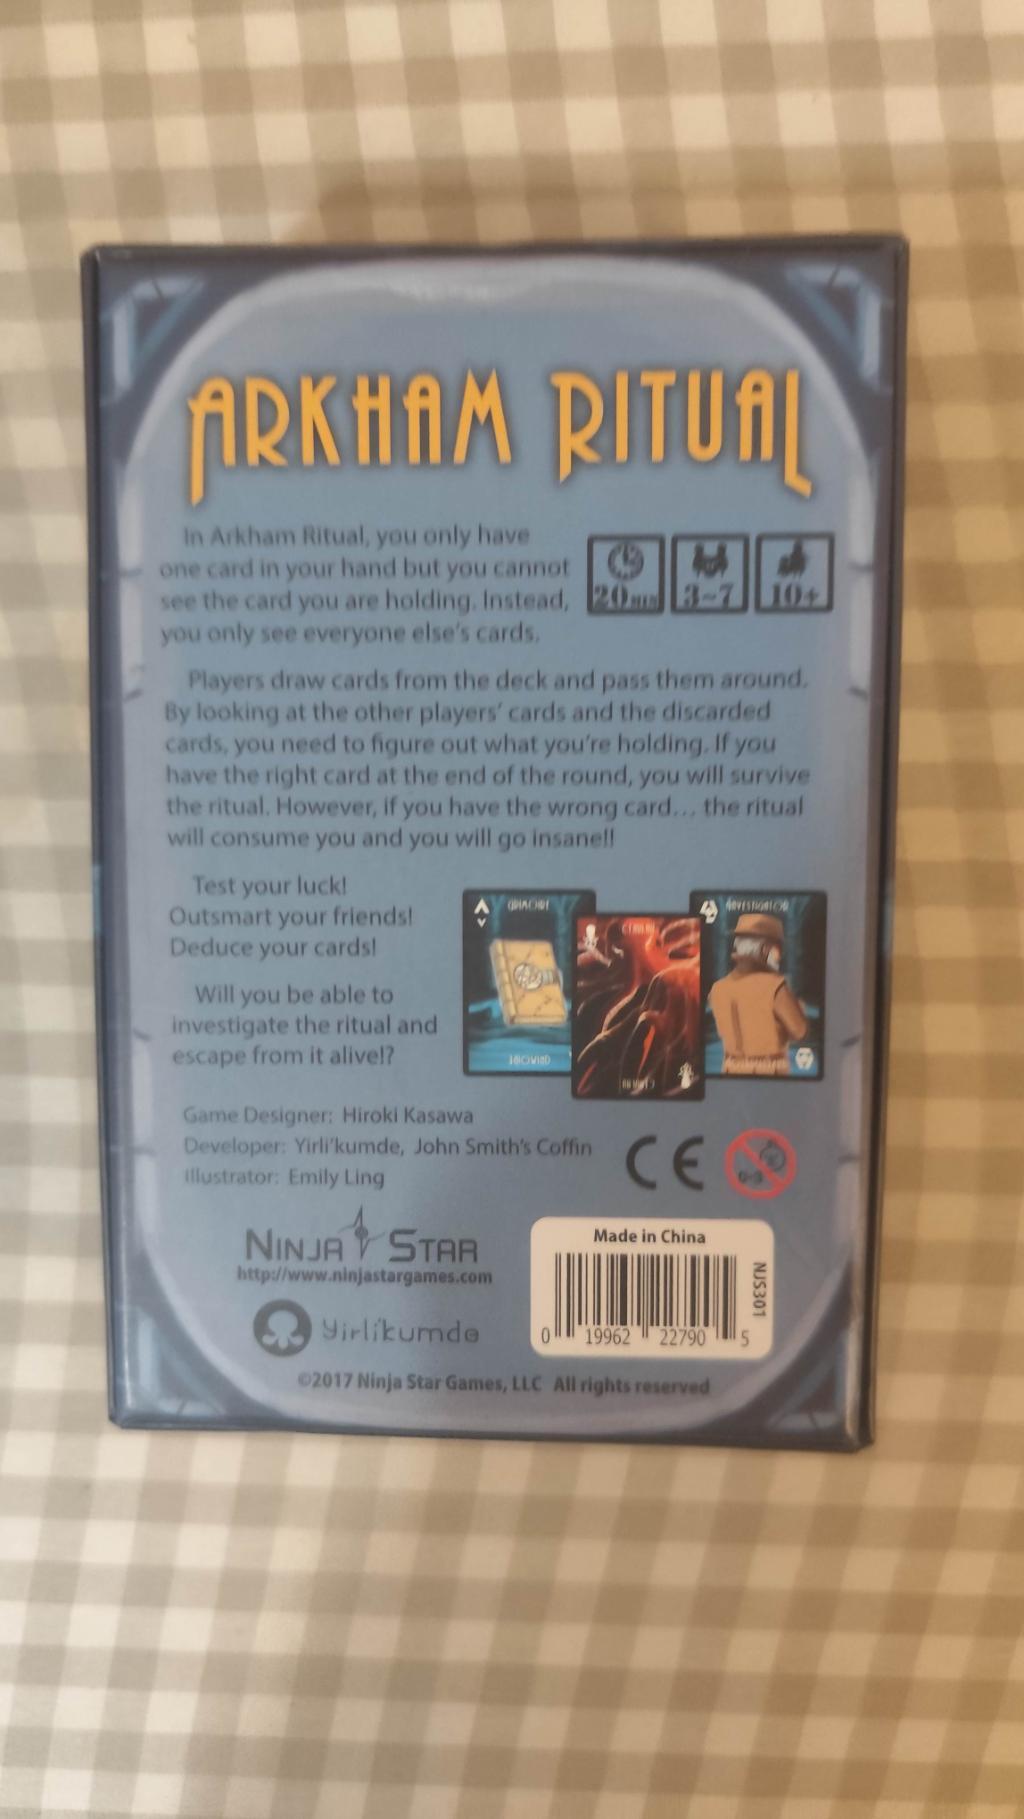 ARKHAM RITUAL
In Arkham Ritual, you only have
one card in your hand but you cannot
see the card you are holding. Instead,
you only see everyone else's cards.
20MIN 3~7 10+
Players draw cards from the deck and pass them around.
By looking at the other players' cards and the discarded
cards, you need to figure out what you're holding. If you
have the right card at the end of the round, you will survive
the ritual. However, if you have the wrong card... the ritual
will consume you and you will go insane!!
Test your luck!
Outsmart your friends!
Deduce your cards!
Will you be able to
investigate the ritual and
escape from it alive!?
GRIMOIRE
CTHULHU
INVESTIGATOR
Game Designer: Hiroki Kasawa
Developer: Yirli'kumde, John Smith's Coffin
Illustrator: Emily Ling
CE
0-3
NINJA STAR
http://www.ninjastargames.com
Yirlikumde
Made in China
NJS301
0 19962 22790 5
©2017 Ninja Star Games, LLC All rights reserved